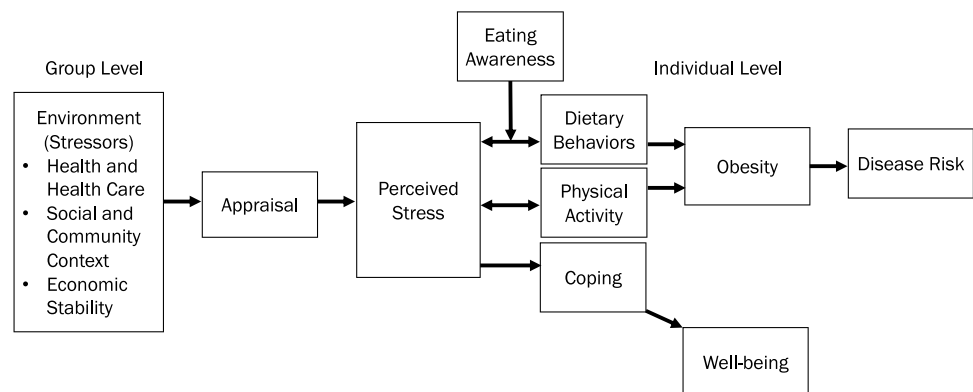 Group Level
Environment
(Stressors)
• Health and
Health Care
• Social and
Community
Context
• Economic
Stability
Appraisal
Perceived
Stress
Eating
Awareness
Individual Level
Dietary
Behaviors
Physical
Activity
Coping
Obesity
Disease Risk
Well-being